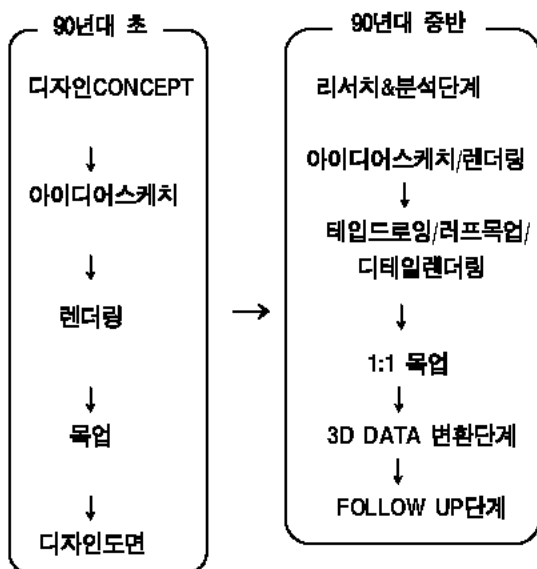 90년대 초
디자인CONCEPT
↓
아이디어스케치
↓
렌더링
↓
목업
↓
디자인도면
→
90년대 중반
리서치&분석단계
아이디어스케치/렌더링
↓
테입드로잉/러프목업/
디테일랜더링
↓
1:1 목업
↓
3D DATA 변환단계
↓
FOLLOW UP단계